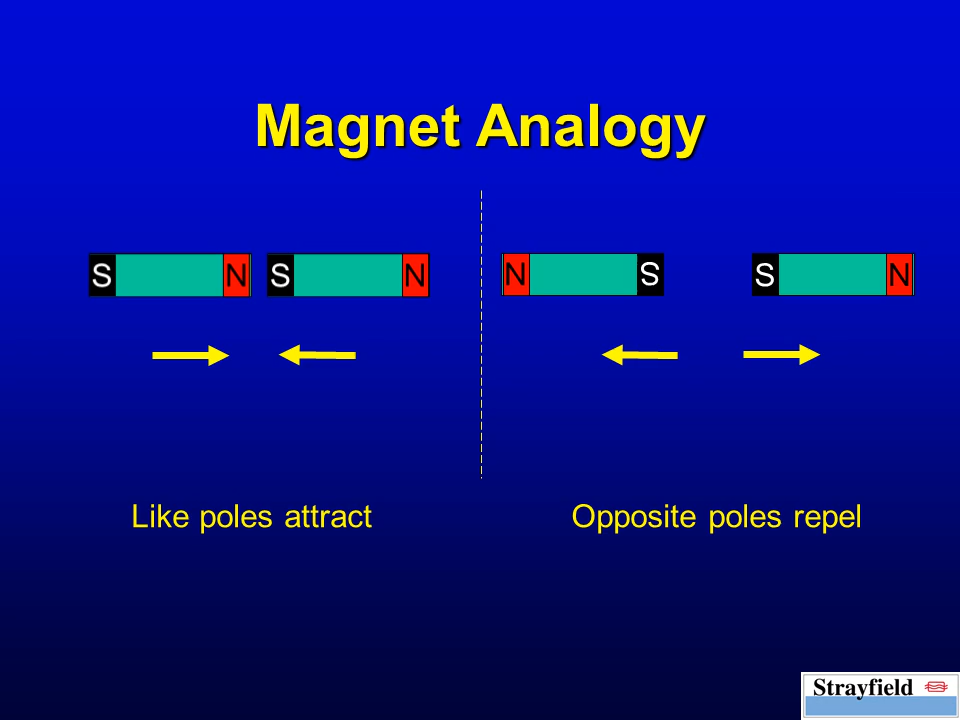 Magnet Analogy
S N S N N S S N
Like poles attract Opposite poles repel
Strayfield